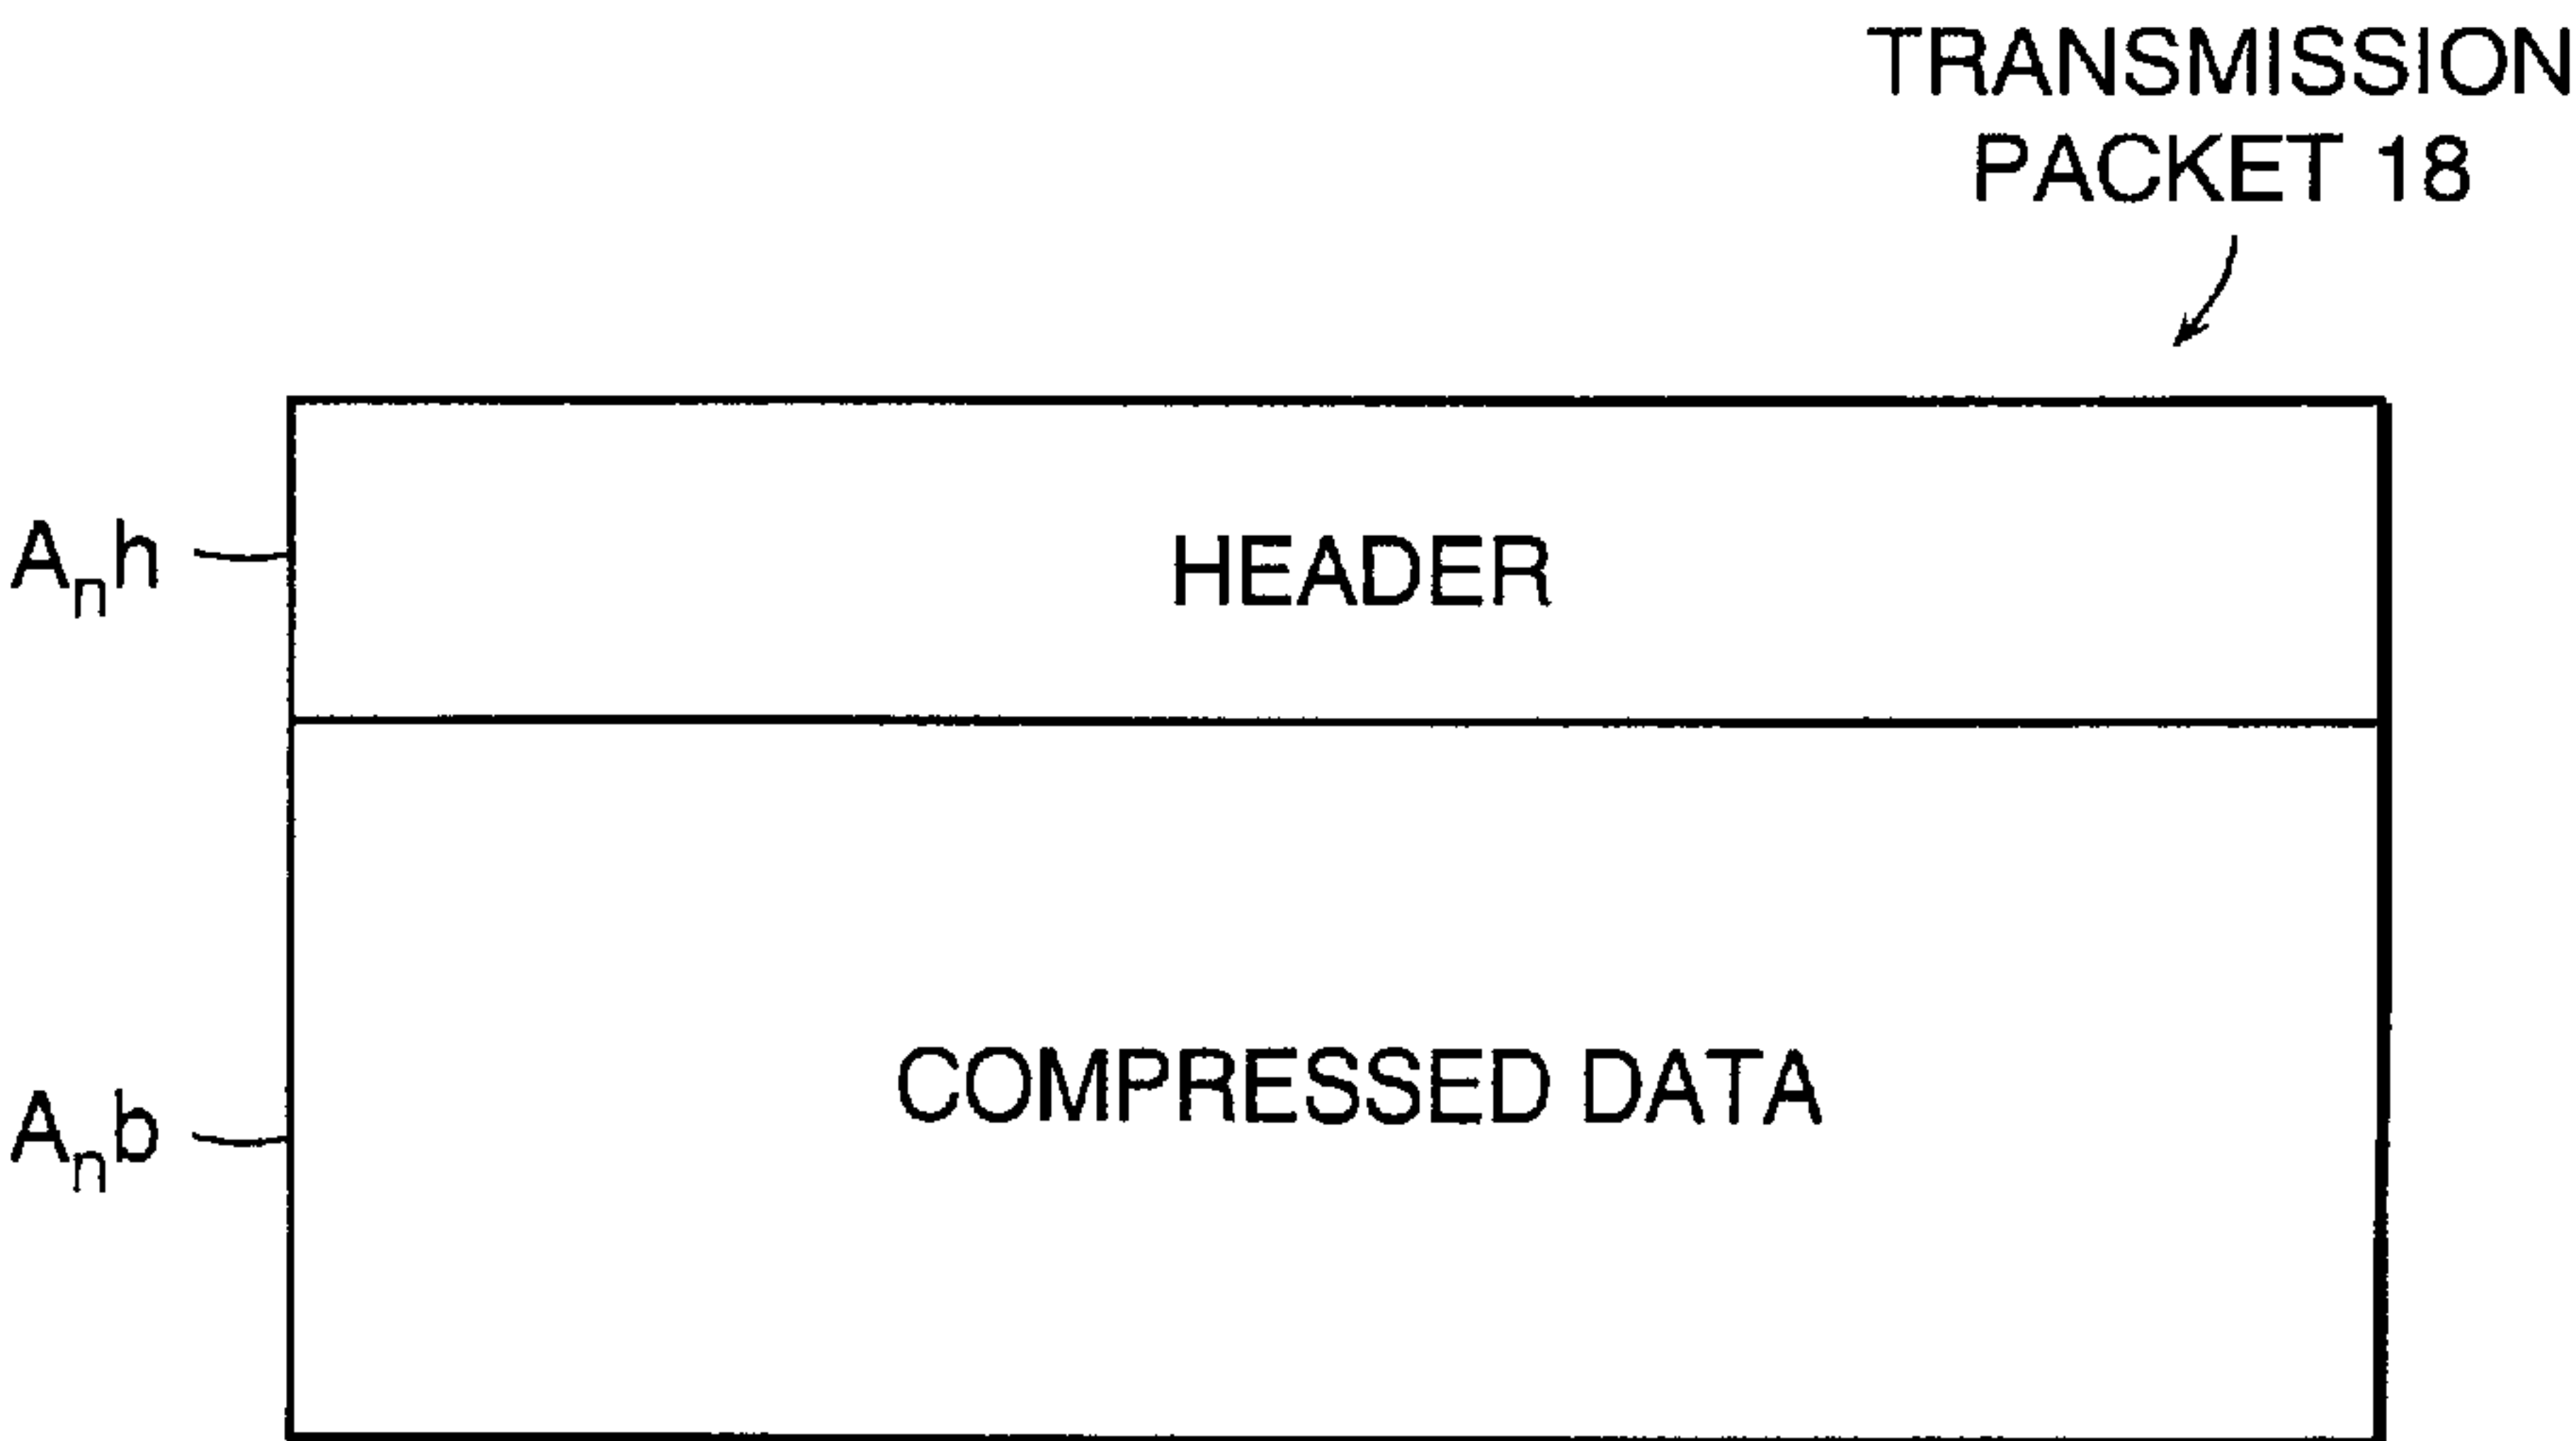 TRANSMISSION
PACKET 18
Aₙh
HEADER
Aₙb
COMPRESSED DATA